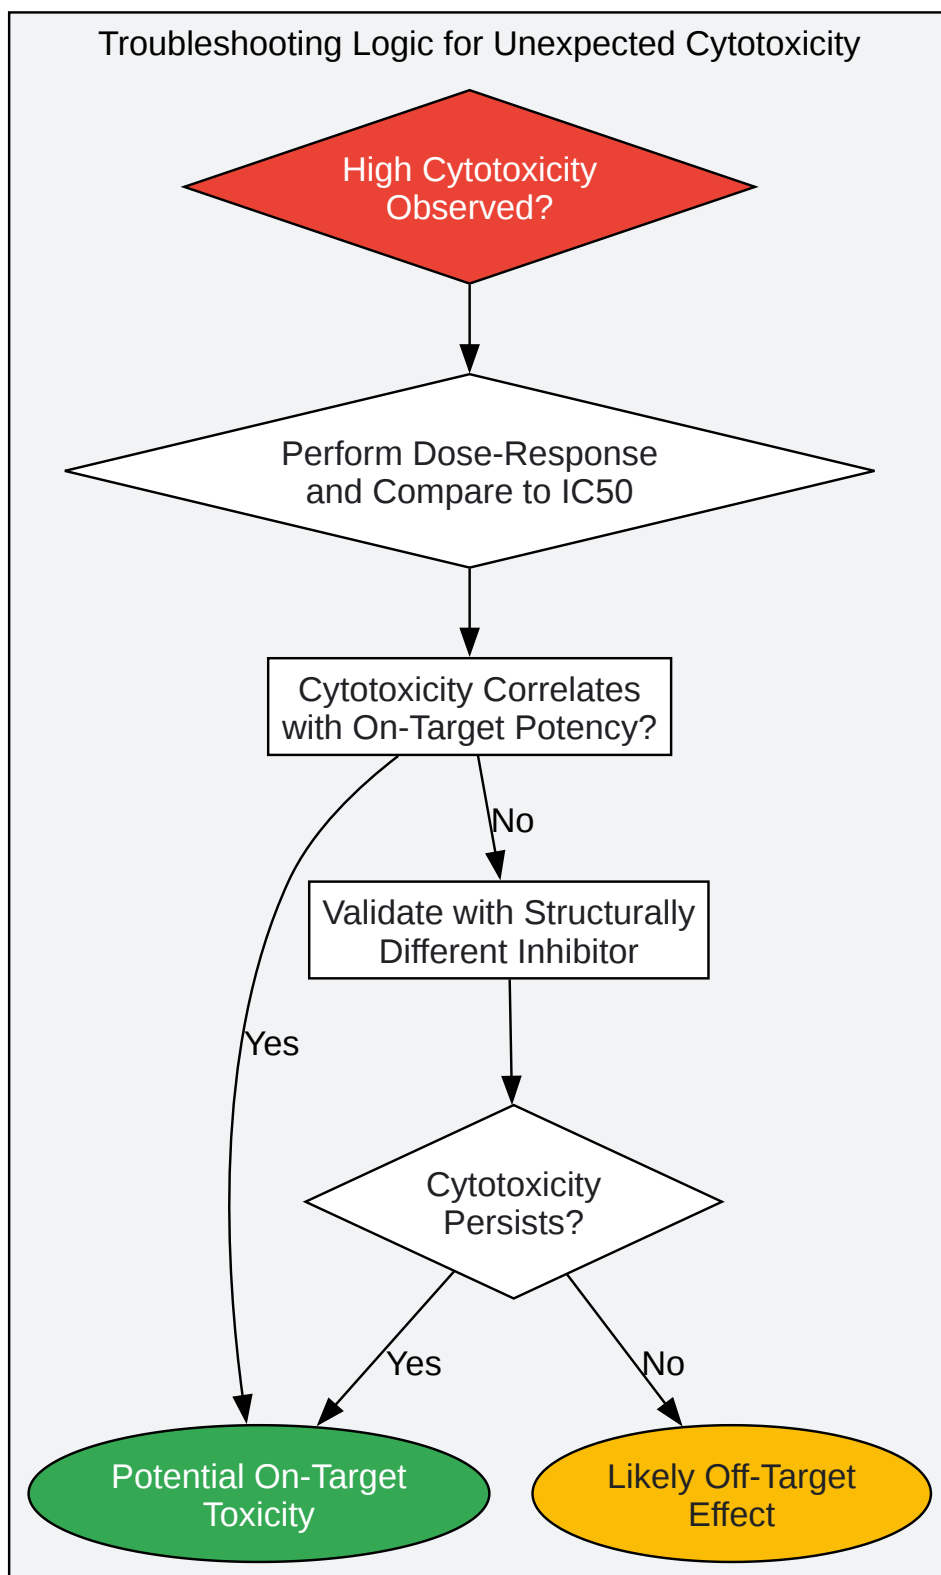 Troubleshooting Logic for Unexpected Cytotoxicity
High Cytotoxicity
Observed?
Perform Dose-Response
and Compare to IC50
Cytotoxicity Correlates
with On-Target Potency?
No
Validate with Structurally
Different Inhibitor
Yes
Cytotoxicity
Persists?
Yes
No
Potential On-Target
Toxicity
Likely Off-Target
Effect